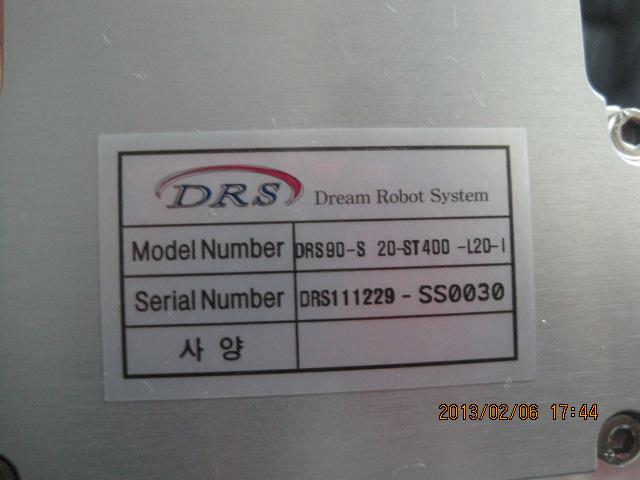 DRS Dream Robot System
Model Number DRS90-S 20-ST400 -L20-I
Serial Number DRS111229 - SS0030
사 양
2013/02/06 17:44